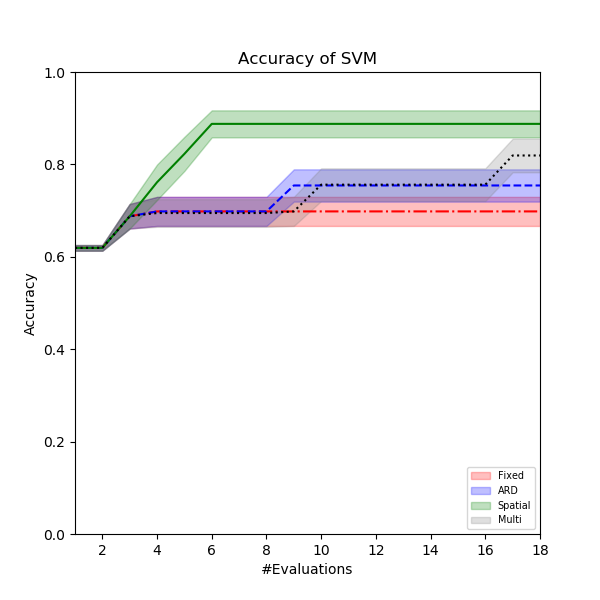 Accuracy of SVM
1.0
0.8
0.6
0.4
0.2
0.0
Accuracy
Fixed
ARD
Spatial
Multi
2 4 6 8 10 12 14 16 18
#Evaluations